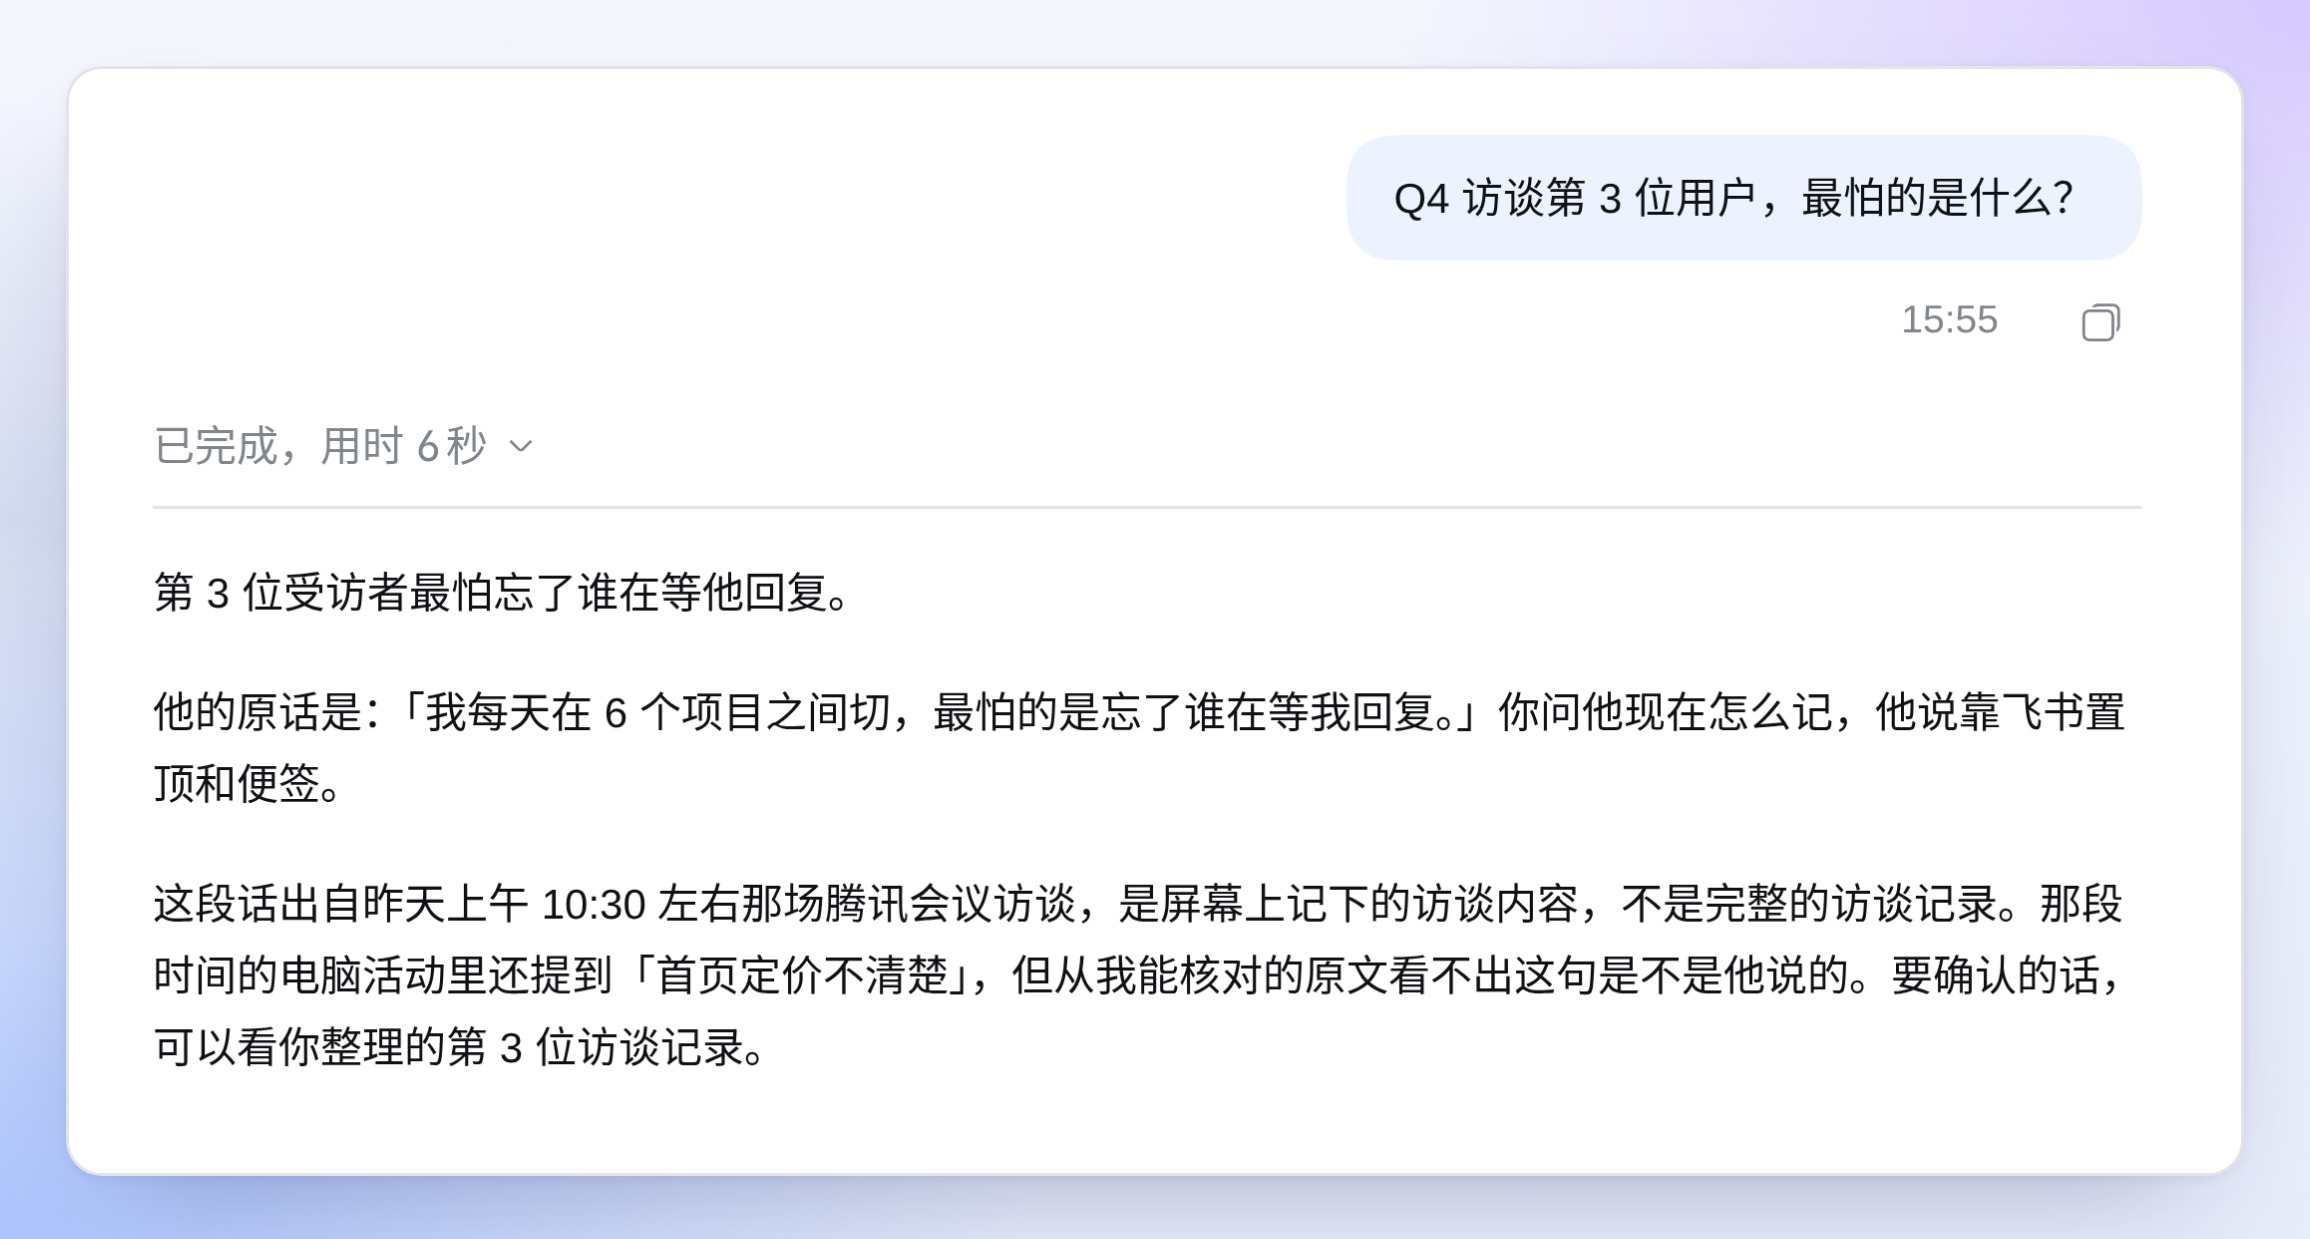 Q4 访谈第 3 位用户，最怕的是什么？
15:55
已完成，用时 6 秒
第 3 位受访者最怕忘了谁在等他回复。
他的原话是：「我每天在 6 个项目之间切，最怕的是忘了谁在等我回复。」你问他现在怎么记，他说靠飞书置
顶和便签。
这段话出自昨天上午 10:30 左右那场腾讯会议访谈，是屏幕上记下的访谈内容，不是完整的访谈记录。那段
时间的电脑活动里还提到「首页定价不清楚」，但从我能核对的原文看不出这句是不是他说的。要确认的话，
可以看你整理的第 3 位访谈记录。